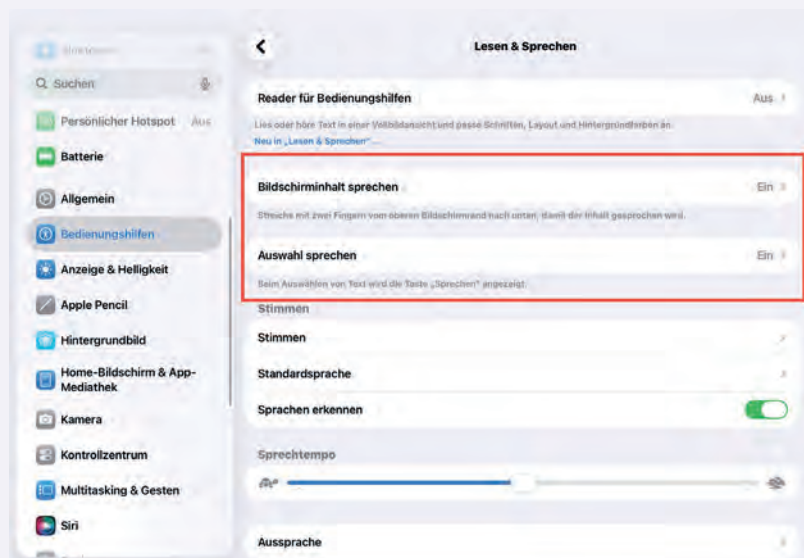 Suchen
Persönlicher Hotspot Aus
Batterie
Allgemein
Bedienungshilfen
Anzeige & Helligkeit
Apple Pencil
Hintergrundbild
Home-Bildschirm & App-
Mediathek
Kamera
Kontrollzentrum
Multitasking & Gesten
Siri
Lesen & Sprechen
Reader für Bedienungshilfen Aus
Lies oder höre Text in einer Vollbildansicht und passe Schriften, Layout und Hintergrundfarben an.
Neu in „Lesen & Sprechen“ ...
Bildschirminhalt sprechen Ein
Streiche mit zwei Fingern vom oberen Bildschirmrand nach unten, damit der Inhalt gesprochen wird.
Auswahl sprechen Ein
Beim Auswählen von Text wird die Taste „Sprechen“ angezeigt.
Stimmen
Stimmen
Standardsprache
Sprachen erkennen
Sprechtempo
Aussprache